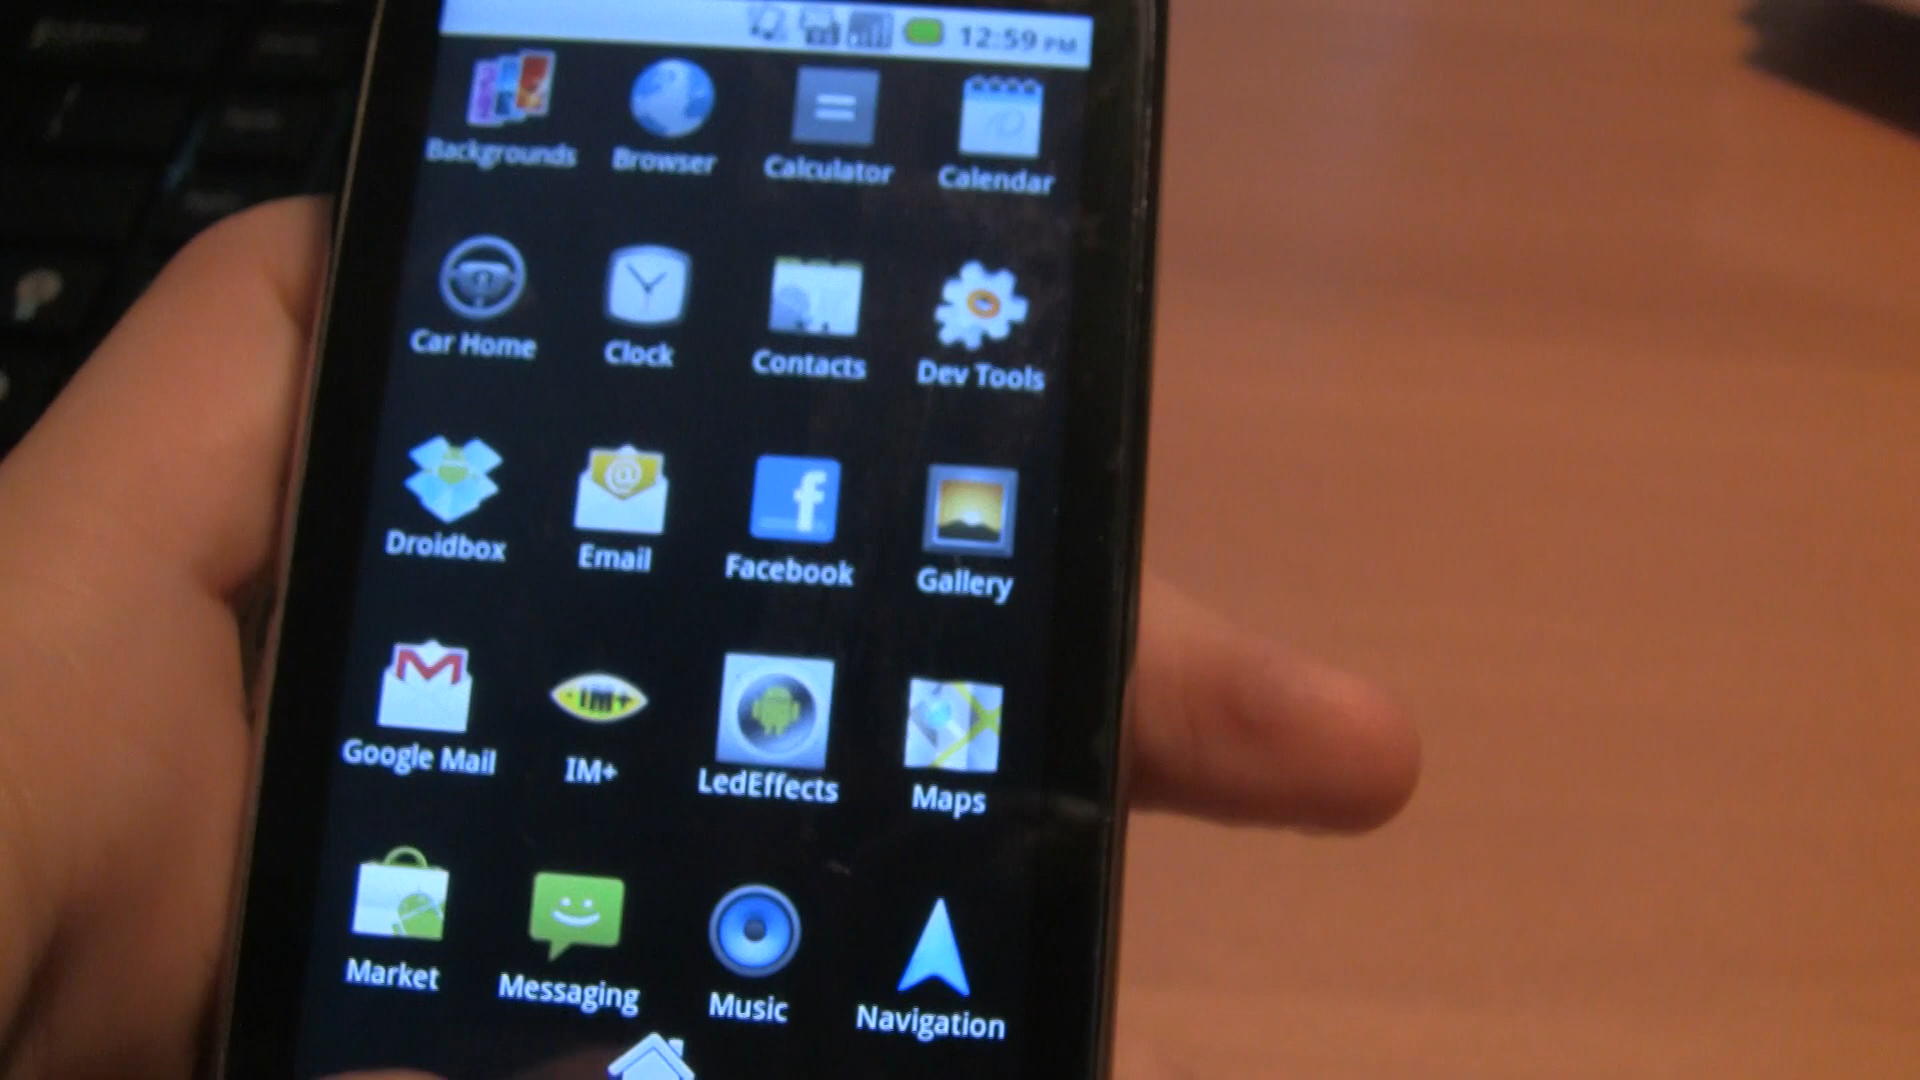 12:59 PM
Backgrounds Browser Calculator Calendar
Car Home Clock Contacts Dev Tools
Droidbox Email Facebook Gallery
Google Mail IM+ LedEffects Maps
Market Messaging Music Navigation